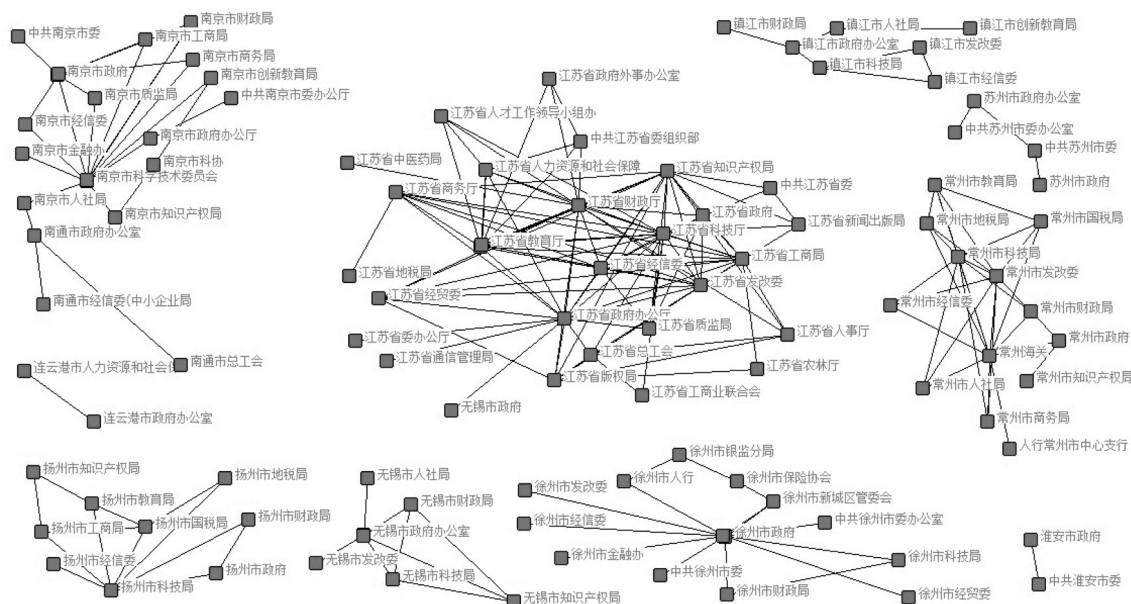 南京市财政局
中共南京市委
南京市工商局
南京市商务局
南京市政府
南京市创新教育局
南京市质监局
中共南京市委办公厅
南京市经信委
南京市政府办公厅
南京市金融办
南京市科协
南京市科学技术委员会
南京市人社局
南京市知识产权局
南通市政府办公室
南通市经信委(中小企业局
南通市总工会
连云港市人力资源和社会保
连云港市政府办公室
江苏省政府外事办公室
江苏省人才工作领导小组办
中共江苏省委组织部
江苏省中医药局
江苏省人力资源和社会保障
江苏省知识产权局
江苏省商务厅
中共江苏省委
江苏省财政厅
江苏省政府
江苏省新闻出版局
江苏省科技厅
江苏省教育厅
江苏省工商局
江苏省地税局
江苏省经信委
江苏省发改委
江苏省经贸委
江苏省政府办公厅
江苏省质监局
江苏省人事厅
江苏省委办公厅
江苏省通信管理局
江苏省总工会
江苏省农林厅
江苏省版权局
江苏省工商业联合会
无锡市政府
镇江市财政局
镇江市人社局
镇江市创新教育局
镇江市政府办公室
镇江市发改委
镇江市科技局
镇江市经信委
苏州市政府办公室
中共苏州市委办公室
中共苏州市委
苏州市政府
常州市教育局
常州市地税局
常州市国税局
常州市科技局
常州市发改委
常州市经信委
常州市财政局
常州市政府
常州海关
常州市知识产权局
常州市人社局
常州市商务局
人行常州市中心支行
扬州市知识产权局
扬州市地税局
扬州市教育局
扬州市工商局
扬州市国税局
扬州市财政局
扬州市经信委
扬州市政府
扬州市科技局
无锡市人社局
无锡市财政局
无锡市政府办公室
无锡市发改委
无锡市科技局
无锡市知识产权局
徐州市银监分局
徐州市发改委
徐州市人行
徐州市保险协会
徐州市新城区管委会
徐州市经信委
中共徐州市委办公室
徐州市政府
徐州市金融办
徐州市科技局
中共徐州市委
徐州市财政局
徐州市经贸委
淮安市政府
中共淮安市委